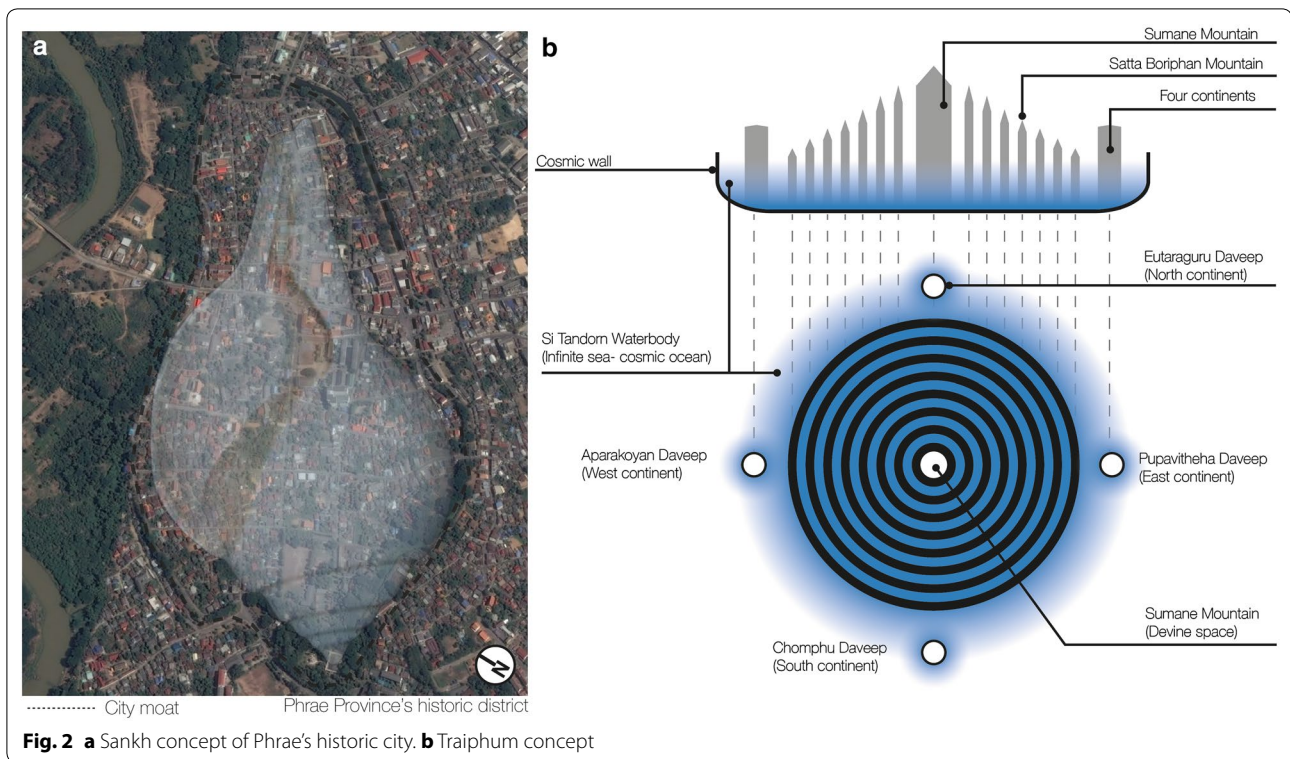 a
N
City moat
Phrae Province's historic district
b
Sumane Mountain
Satta Boriphan Mountain
Four continents
Cosmic wall
Eutaraguru Daveep
(North continent)
Si Tandorn Waterbody
(Infinite sea- cosmic ocean)
Aparakoyan Daveep
(West continent)
Pupavitheha Daveep
(East continent)
Sumane Mountain
(Devine space)
Chomphu Daveep
(South continent)
Fig. 2 a Sankh concept of Phrae's historic city. b Traiphum concept